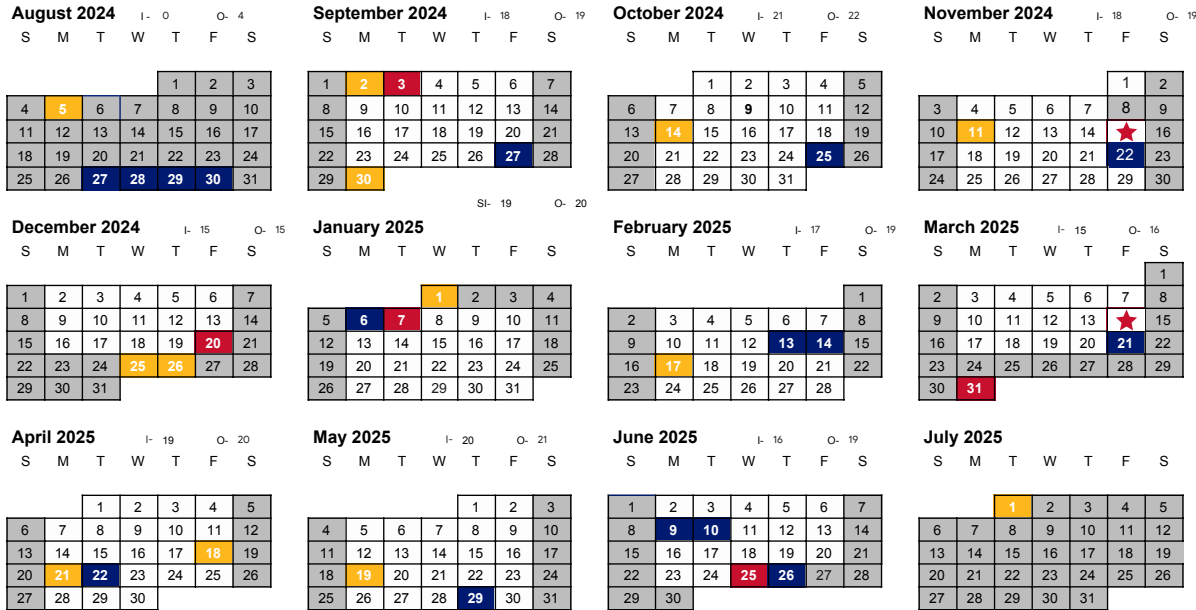 August 2024 I- 0 O- 4
S M T W T F S
1 2 3
4 5 6 7 8 9 10
11 12 13 14 15 16 17
18 19 20 21 22 23 24
25 26 27 28 29 30 31
September 2024 I- 18 O- 19
S M T W T F S
1 2 3 4 5 6 7
8 9 10 11 12 13 14
15 16 17 18 19 20 21
22 23 24 25 26 27 28
29 30
October 2024 I- 21 O- 22
S M T W T F S
1 2 3 4 5
6 7 8 9 10 11 12
13 14 15 16 17 18 19
20 21 22 23 24 25 26
27 28 29 30 31
November 2024 I- 18 O- 19
S M T W T F S
1 2
3 4 5 6 7 8 9
10 11 12 13 14 16
17 18 19 20 21 22 23
24 25 26 27 28 29 30
December 2024 I- 15 O- 15
S M T W T F S
1 2 3 4 5 6 7
8 9 10 11 12 13 14
15 16 17 18 19 20 21
22 23 24 25 26 27 28
29 30 31
SI- 19 O- 20
January 2025
S M T W T F S
1 2 3 4
5 6 7 8 9 10 11
12 13 14 15 16 17 18
19 20 21 22 23 24 25
26 27 28 29 30 31
February 2025 I- 17 O- 19
S M T W T F S
1
2 3 4 5 6 7 8
9 10 11 12 13 14 15
16 17 18 19 20 21 22
23 24 25 26 27 28
March 2025 I- 15 O- 16
S M T W T F S
1
2 3 4 5 6 7 8
9 10 11 12 13 15
16 17 18 19 20 21 22
23 24 25 26 27 28 29
30 31
April 2025 I- 19 O- 20
S M T W T F S
1 2 3 4 5
6 7 8 9 10 11 12
13 14 15 16 17 18 19
20 21 22 23 24 25 26
27 28 29 30
May 2025 I- 20 O- 21
S M T W T F S
1 2 3
4 5 6 7 8 9 10
11 12 13 14 15 16 17
18 19 20 21 22 23 24
25 26 27 28 29 30 31
June 2025 I- 16 O- 19
S M T W T F S
1 2 3 4 5 6 7
8 9 10 11 12 13 14
15 16 17 18 19 20 21
22 23 24 25 26 27 28
29 30
July 2025
S M T W T F S
1 2 3 4 5
6 7 8 9 10 11 12
13 14 15 16 17 18 19
20 21 22 23 24 25 26
27 28 29 30 31